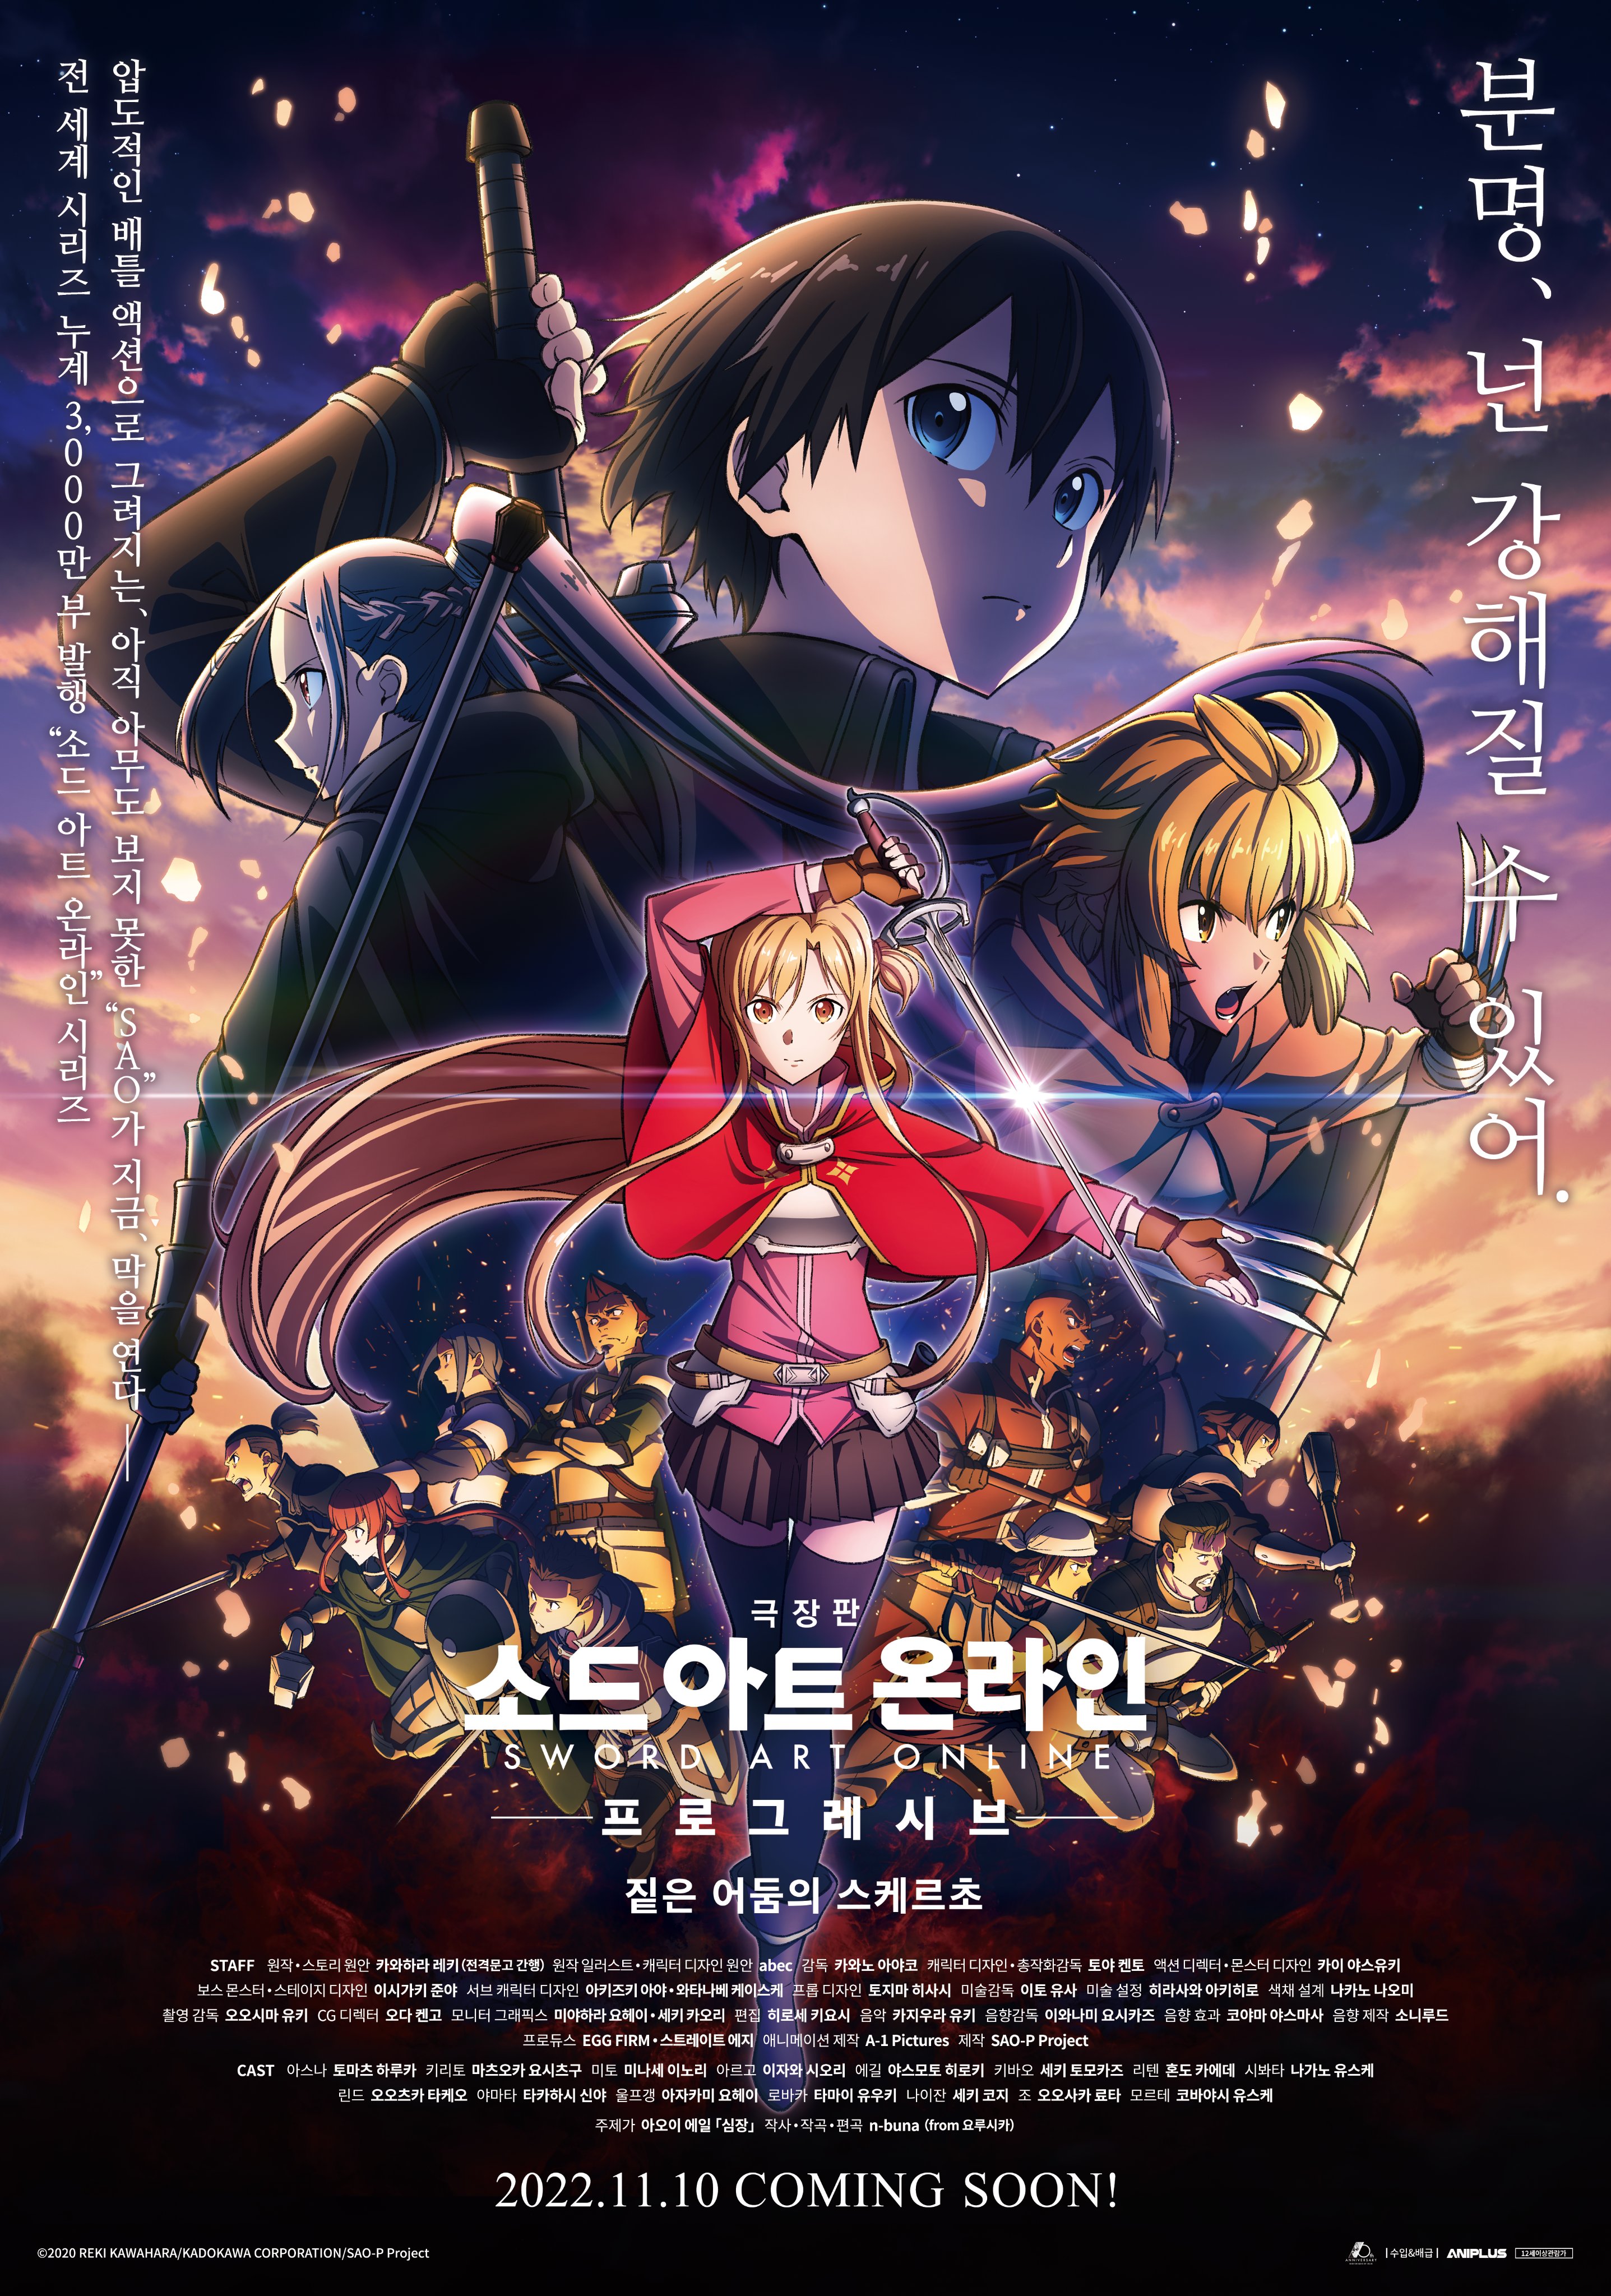 분명, 넌 강해질 수 있어.
압도적인 배틀 액션으로 그려지는, 아직 아무도 보지 못한 “SAO”가 지금, 막을 연다 ―
전 세계 시리즈 누계 3,000만 부 발행 “소드 아트 온라인” 시리즈
극장판
소드 아트 온라인
SWORD ART ONLINE
프로그레시브
짙은 어둠의 스케르초
STAFF 원작・스토리 원안 카와하라 레키(전격문고 간행) 원작 일러스트・캐릭터 디자인 원안 abec 감독 카와노 아야코 캐릭터 디자인・총작화감독 토야 켄토 액션 디렉터・몬스터 디자인 카이 야스유키
보스 몬스터・스테이지 디자인 이시가키 준야 서브 캐릭터 디자인 아키즈키 아야・와타나베 케이스케 프롭 디자인 토지마 히사시 미술감독 이토 유사 미술 설정 히라사와 아키히로 색채 설계 나카노 나오미
촬영 감독 오오시마 유키 CG 디렉터 오다 켄고 모니터 그래픽스 미야하라 요헤이・세키 카오리 편집 히로세 키요시 음악 카지우라 유키 음향감독 이와나미 요시카즈 음향 효과 코야마 야스마사 음향 제작 소니루드
프로듀스 EGG FIRM・스트레이트 에지 애니메이션 제작 A-1 Pictures 제작 SAO-P Project
CAST 아스나 토마츠 하루카 키리토 마츠오카 요시츠구 미토 미나세 이노리 아르고 이자와 시오리 에길 야스모토 히로키 키바오 세키 토모카즈 리텐 혼도 카에데 시봐타 나가노 유스케
린드 오오츠카 타케오 야마타 타카하시 신야 울프갱 아자카미 요헤이 로바카 타마이 유우키 나이잔 세키 코지 조 오오사카 료타 모르테 코바야시 유스케
주제가 아오이 에일 「심장」 작사・작곡・편곡 n-buna (from 요루시카)
2022.11.10 COMING SOON!
©2020 REKI KAWAHARA/KADOKAWA CORPORATION/SAO-P Project
| 수입&배급 | ANIPLUS 12세이상관람가